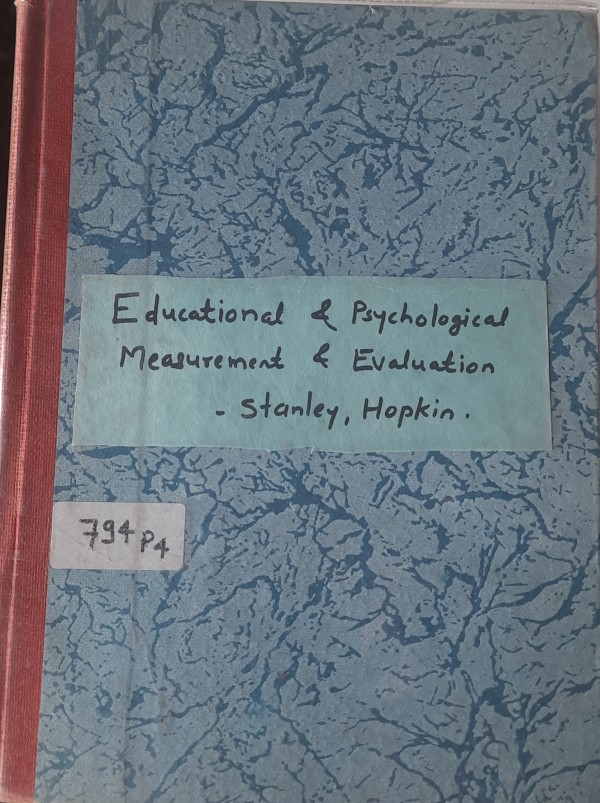 Educational & Psychological
Measurement & Evaluation
- Stanley, Hopkin.
794 P4